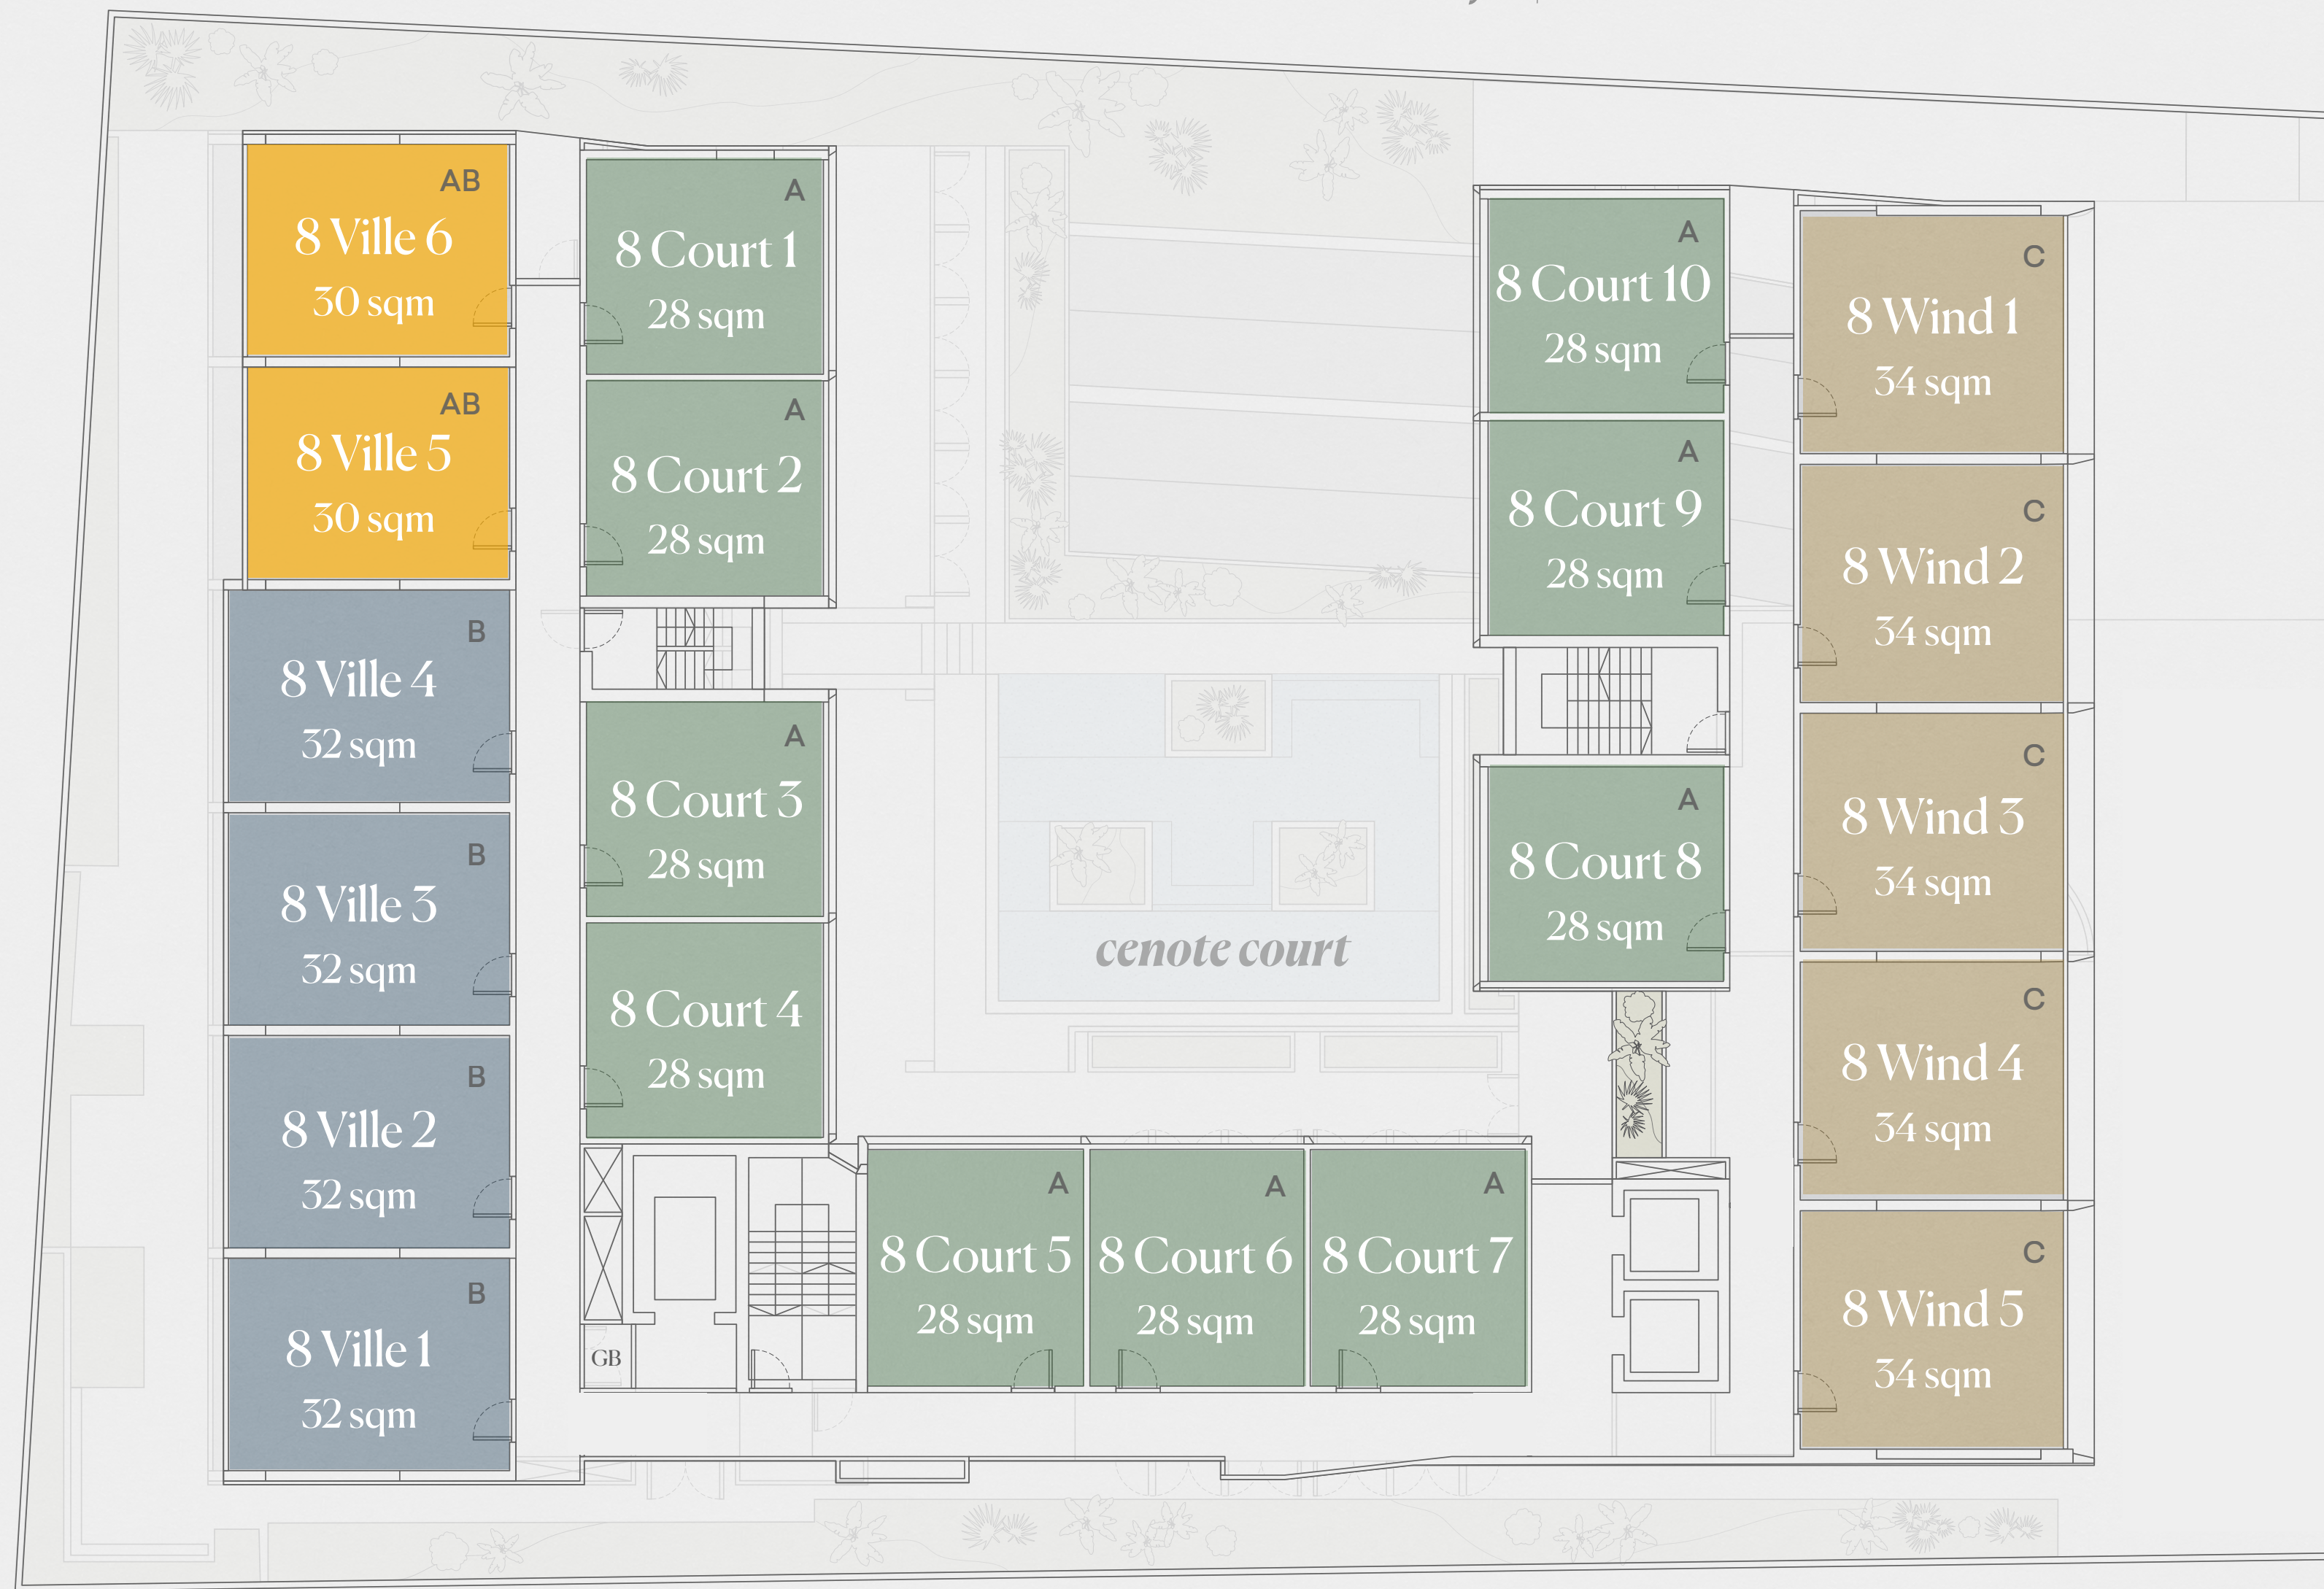 AB
8 Ville 6
30 sqm
AB
8 Ville 5
30 sqm
B
8 Ville 4
32 sqm
B
8 Ville 3
32 sqm
B
8 Ville 2
32 sqm
B
8 Ville 1
32 sqm
A
8 Court 1
28 sqm
A
8 Court 2
28 sqm
A
8 Court 3
28 sqm
8 Court 4
28 sqm
GB
A
8 Court 5
28 sqm
A
8 Court 6
28 sqm
A
8 Court 7
28 sqm
cenote court
A
8 Court 10
28 sqm
A
8 Court 9
28 sqm
A
8 Court 8
28 sqm
C
8 Wind 1
34 sqm
C
8 Wind 2
34 sqm
C
8 Wind 3
34 sqm
C
8 Wind 4
34 sqm
C
8 Wind 5
34 sqm